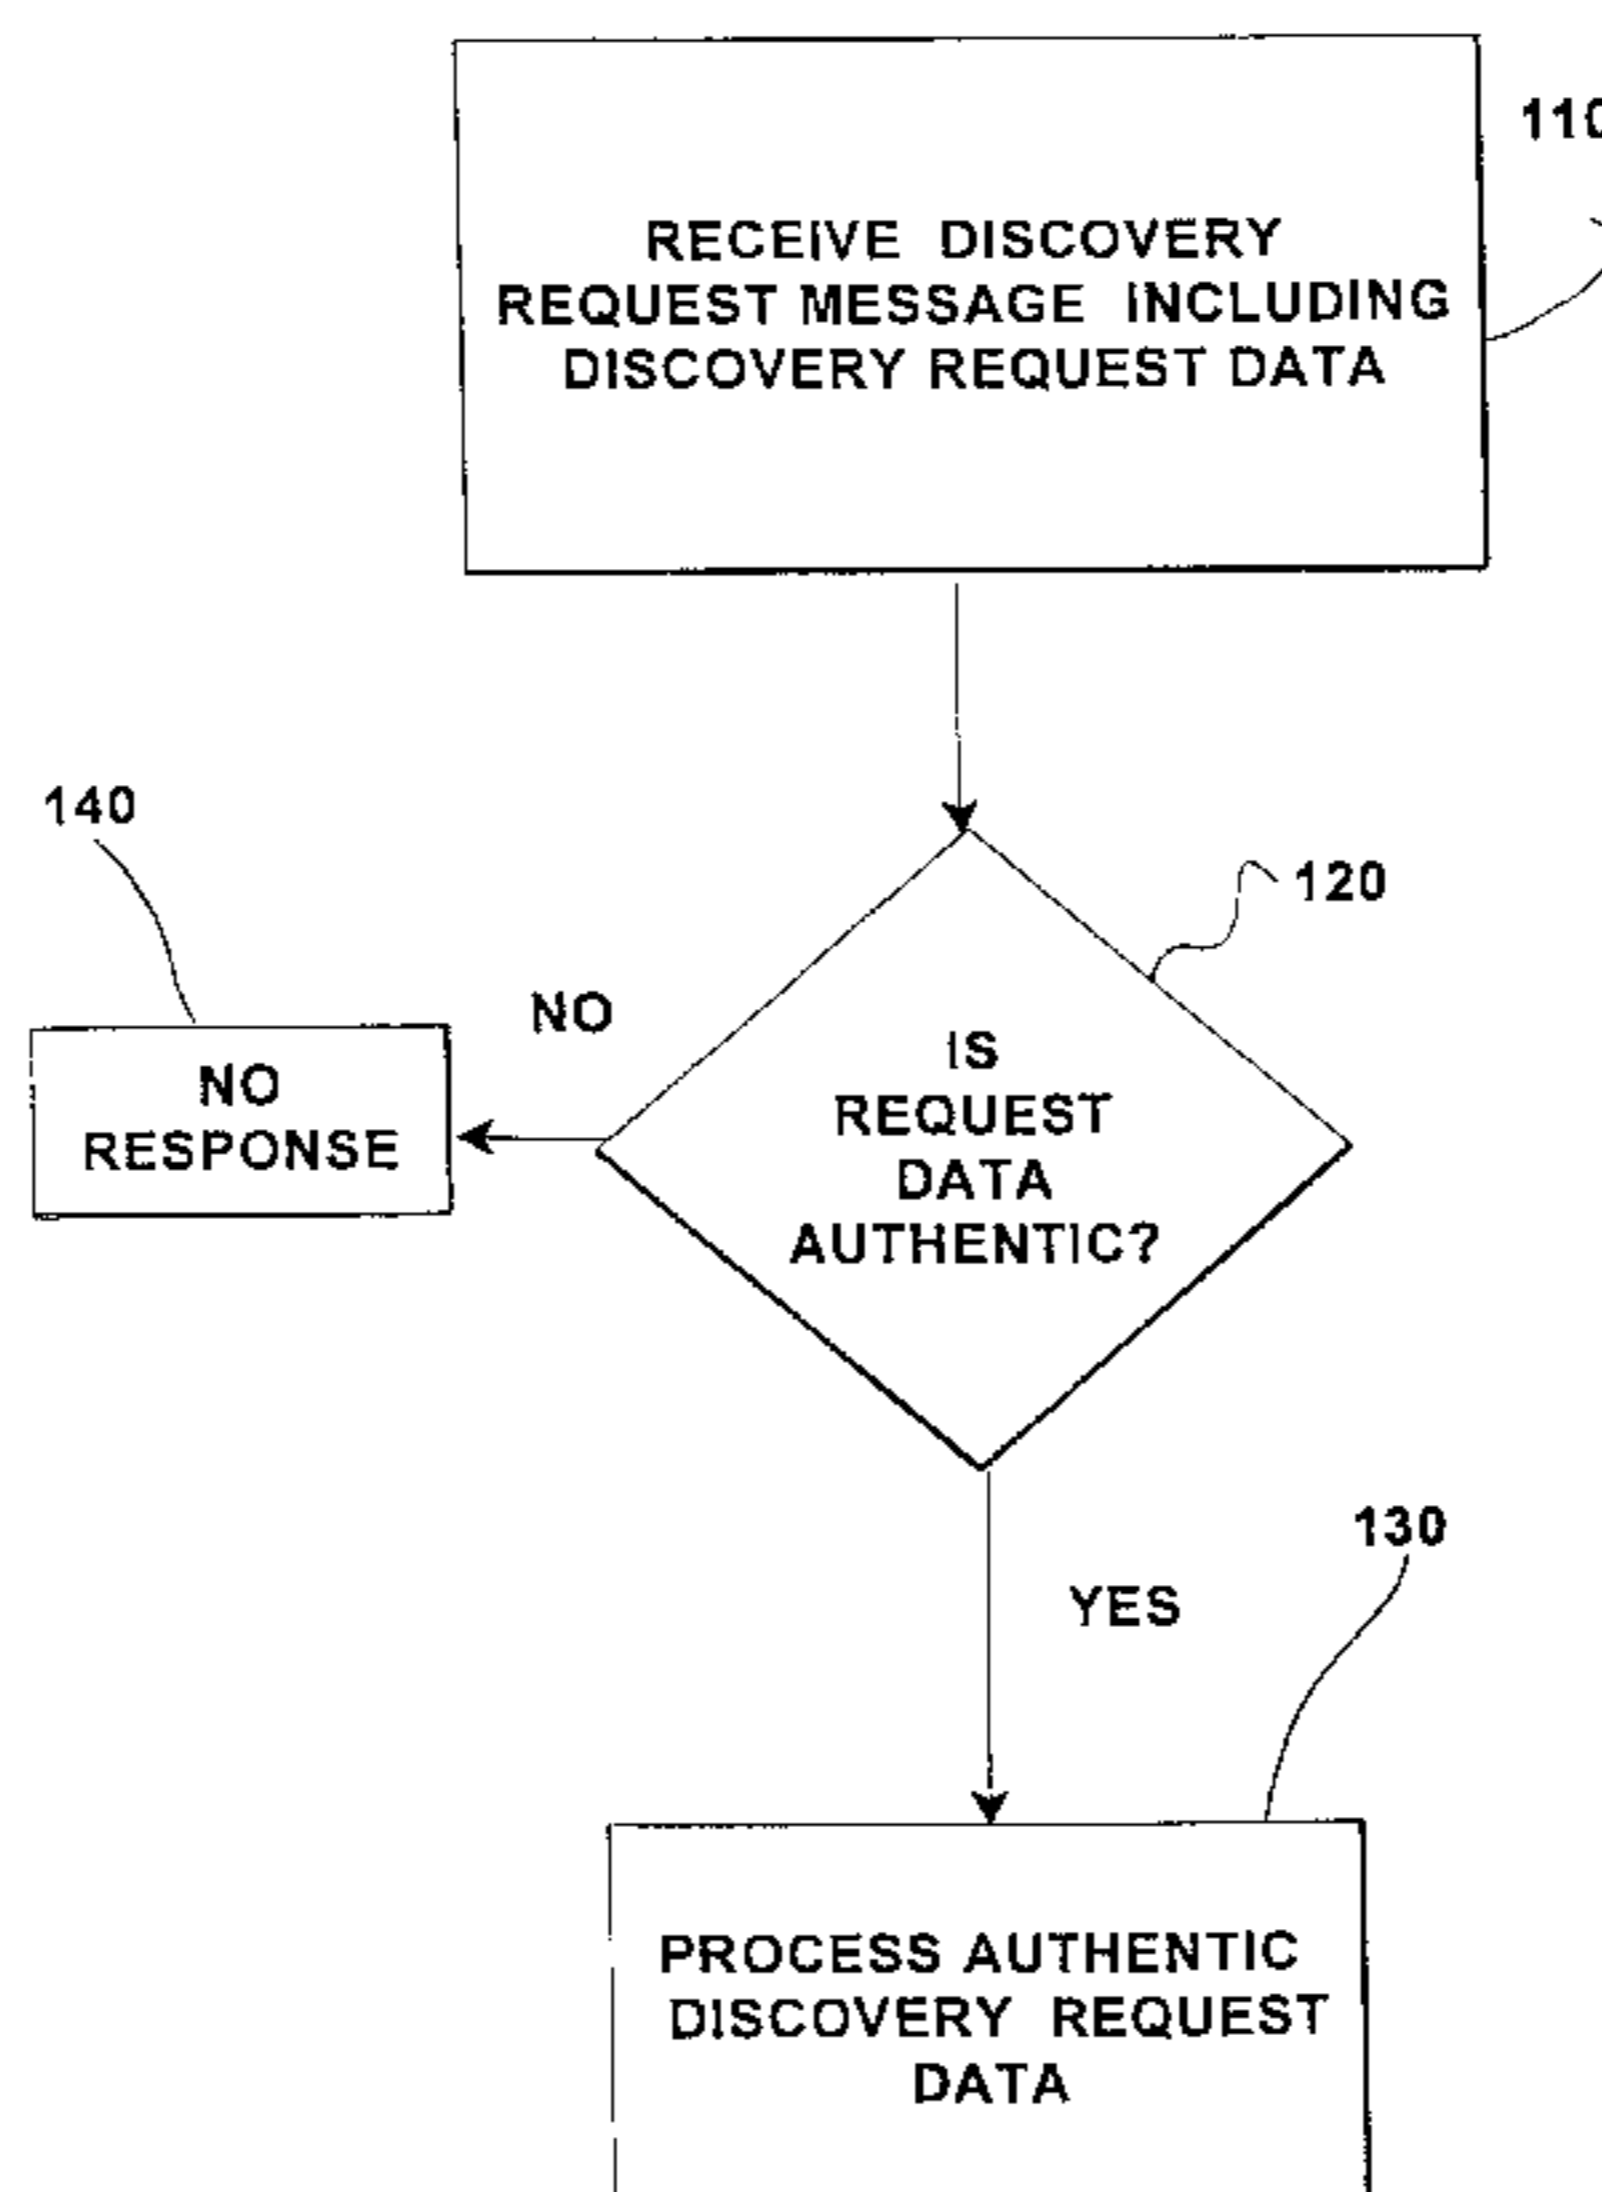 110
RECEIVE DISCOVERY
REQUEST MESSAGE INCLUDING
DISCOVERY REQUEST DATA
140
120
NO
IS
REQUEST
DATA
AUTHENTIC?
NO
RESPONSE
130
YES
PROCESS AUTHENTIC
DISCOVERY REQUEST
DATA